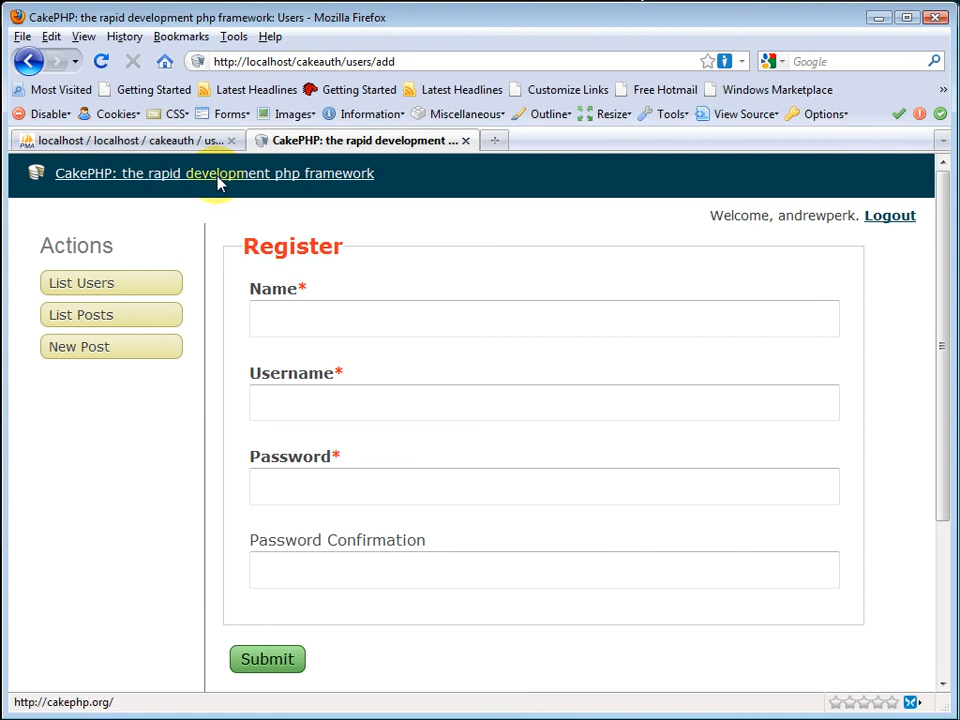 CakePHP: the rapid development php framework: Users - Mozilla Firefox
File Edit View History Bookmarks Tools Help
http://localhost/cakeauth/users/add
Google
Most Visited Getting Started Latest Headlines Getting Started Latest Headlines Customize Links Free Hotmail Windows Marketplace »
Disable Cookies CSS Forms Images Information Miscellaneous Outline Resize Tools View Source Options
PMA localhost / localhost / cakeauth / us... CakePHP: the rapid development ...
CakePHP: the rapid development php framework
Welcome, andrewperk. Logout
Actions
List Users
List Posts
New Post
Register
Name*
Username*
Password*
Password Confirmation
Submit
http://cakephp.org/